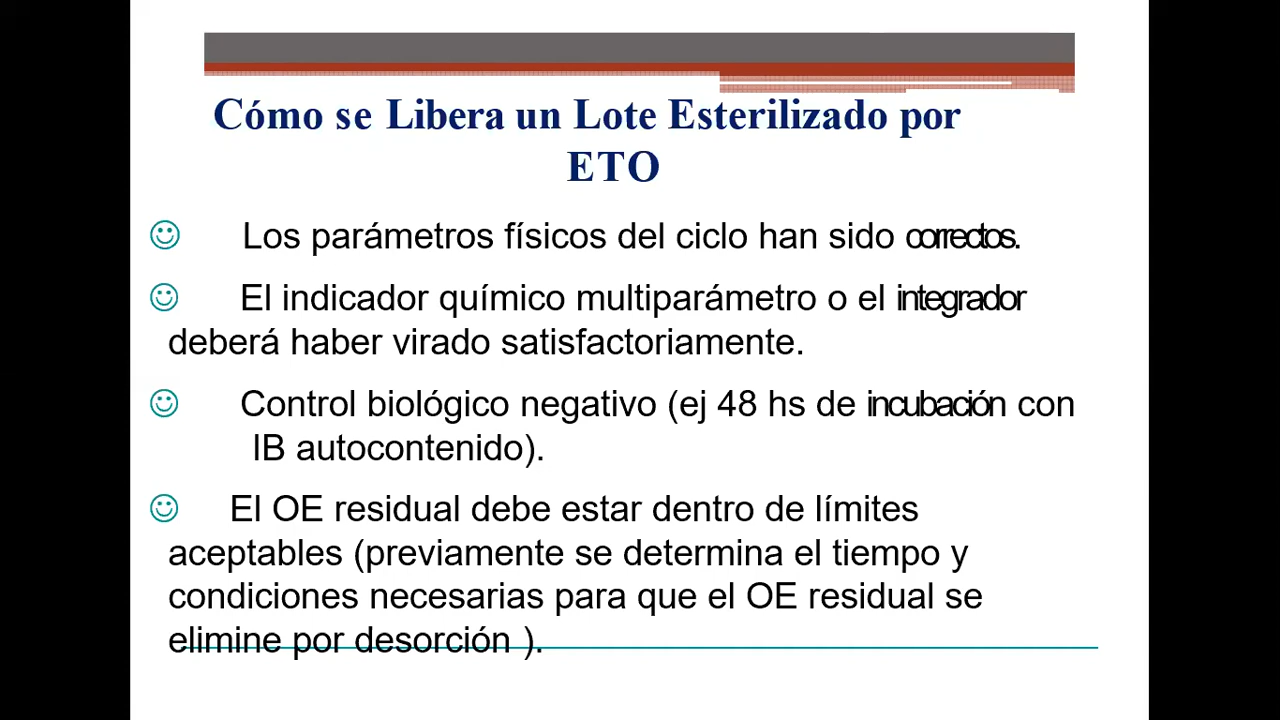 Cómo se Libera un Lote Esterilizado por
ETO
Los parámetros físicos del ciclo han sido correctos.
El indicador químico multiparámetro o el integrador
deberá haber virado satisfactoriamente.
Control biológico negativo (ej 48 hs de incubación con
IB autocontenido).
El OE residual debe estar dentro de límites
aceptables (previamente se determina el tiempo y
condiciones necesarias para que el OE residual se
elimine por desorción ).